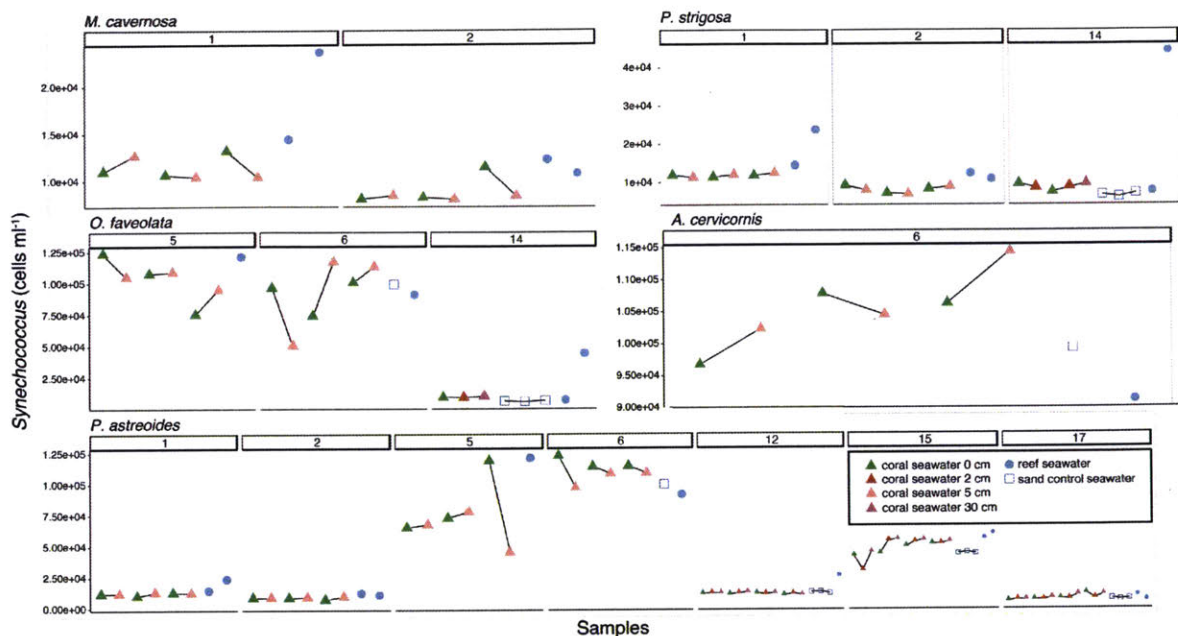 M. cavernosa
1 2
2.0e+04
1.5e+04
1.0e+04
P. strigosa
1 2 14
4e+04
3e+04
2e+04
1e+04
O. faveolata
5 6 14
1.25e+05
1.00e+05
7.50e+04
5.00e+04
2.50e+04
A. cervicornis
6
1.15e+05
1.10e+05
1.05e+05
1.00e+05
9.50e+04
9.00e+04
Synechococcus (cells ml⁻¹)
P. astreoides
1 2 5 6 12 15 17
1.25e+05
1.00e+05
7.50e+04
5.00e+04
2.50e+04
0.00e+00
coral seawater 0 cm
coral seawater 2 cm
coral seawater 5 cm
coral seawater 30 cm
reef seawater
sand control seawater
Samples